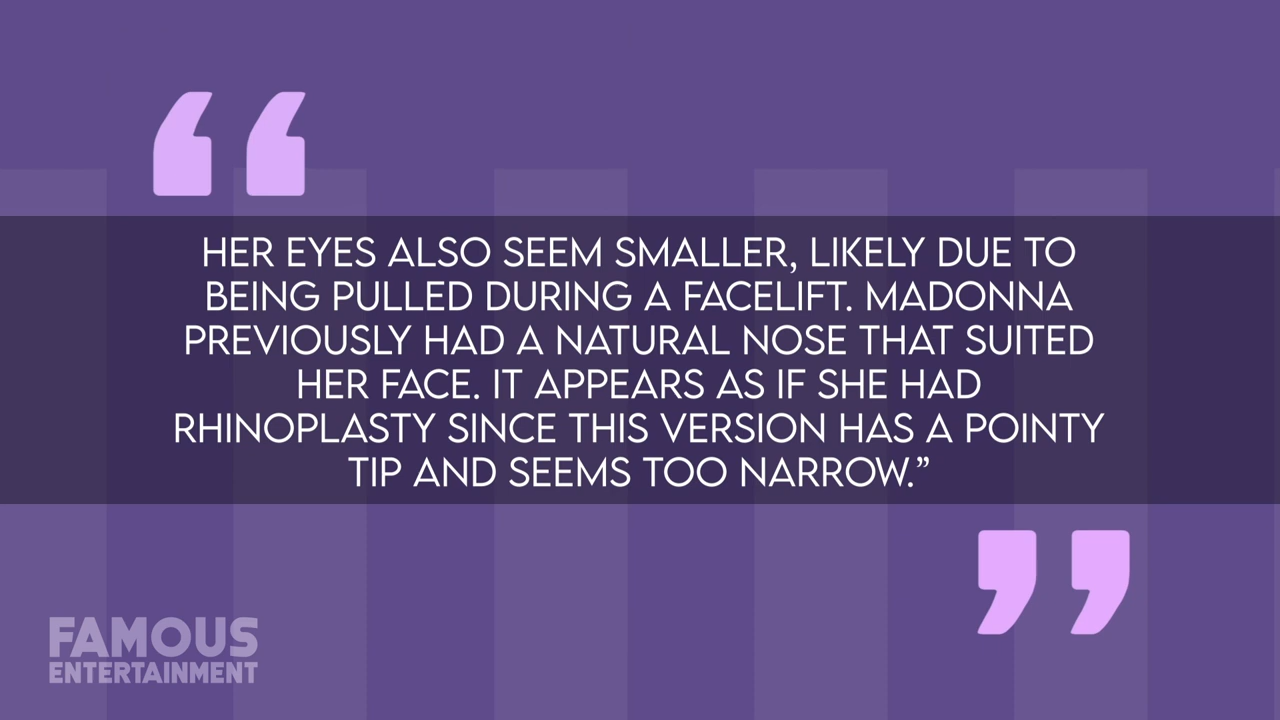 HER EYES ALSO SEEM SMALLER, LIKELY DUE TO
BEING PULLED DURING A FACELIFT. MADONNA
PREVIOUSLY HAD A NATURAL NOSE THAT SUITED
HER FACE. IT APPEARS AS IF SHE HAD
RHINOPLASTY SINCE THIS VERSION HAS A POINTY
TIP AND SEEMS TOO NARROW.”
FAMOUS
ENTERTAINMENT